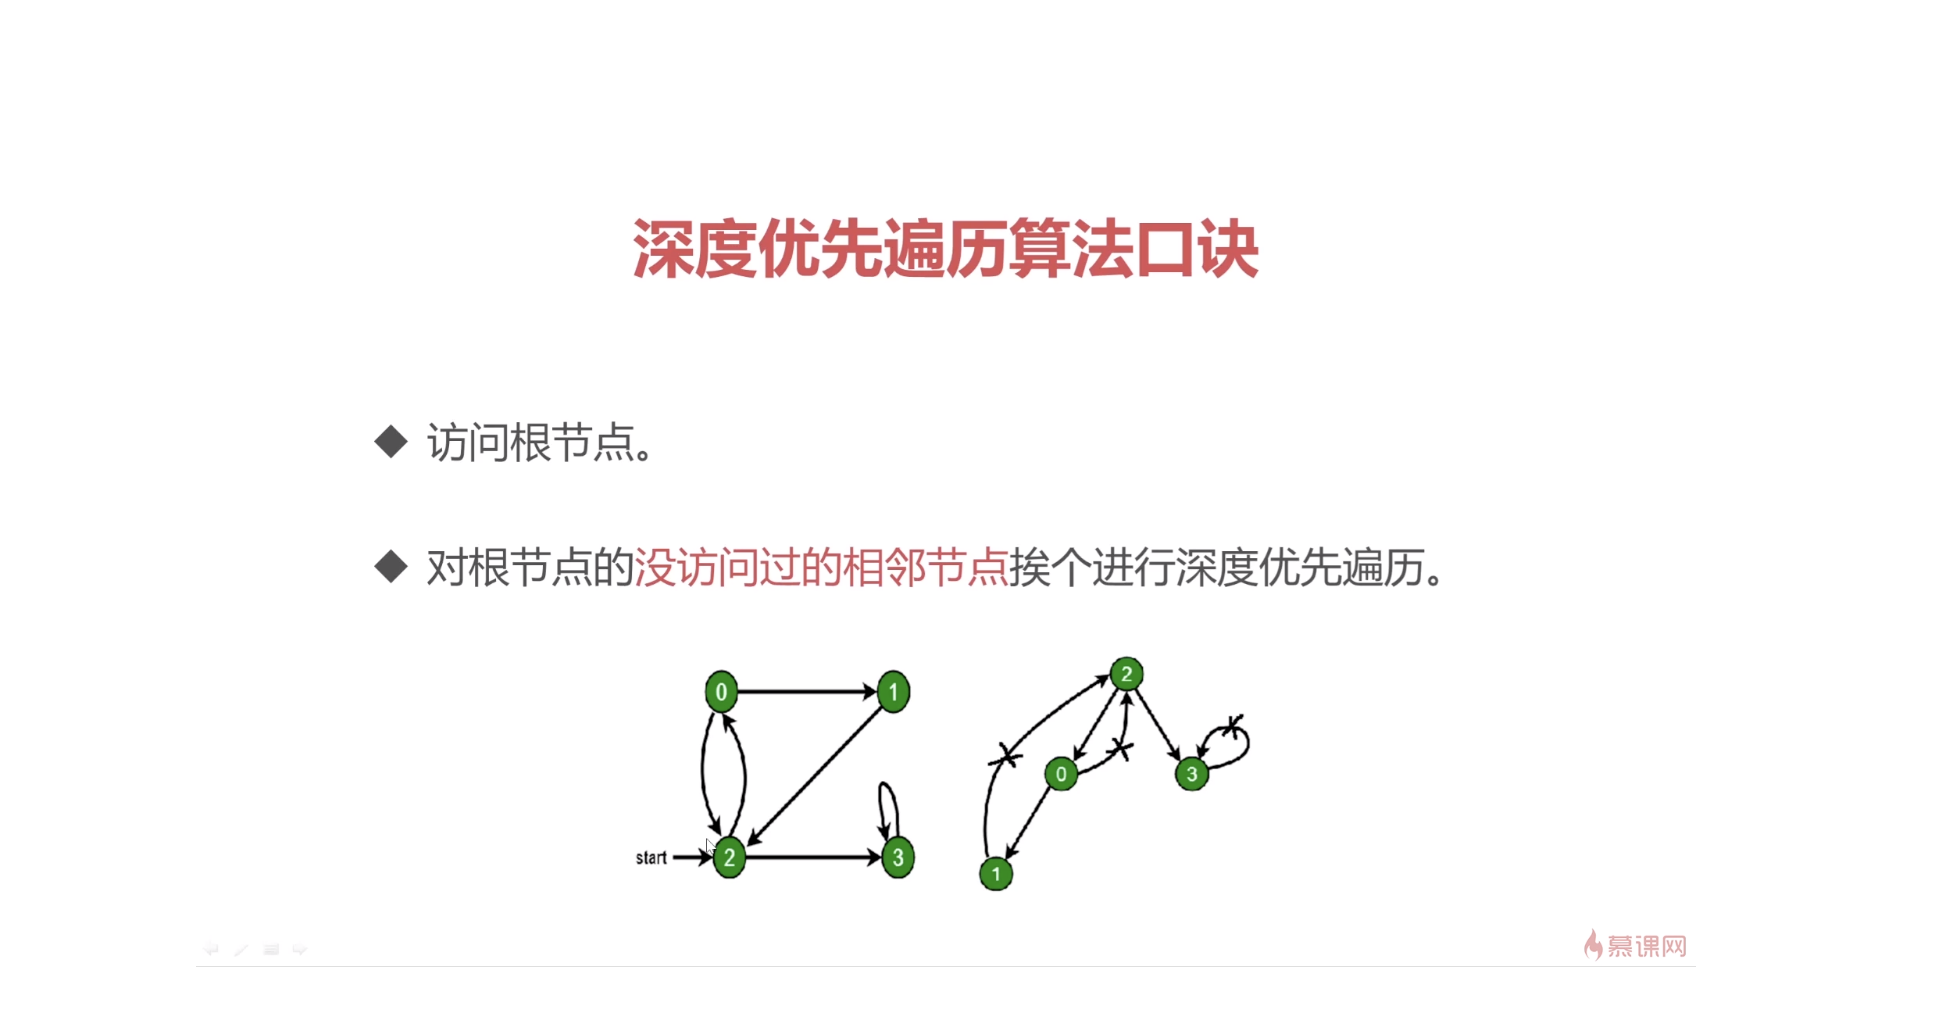 深度优先遍历算法口诀
◆ 访问根节点。
◆ 对根节点的没访问过的相邻节点挨个进行深度优先遍历。
0 1
start 2 3
2
0 3
1
慕课网